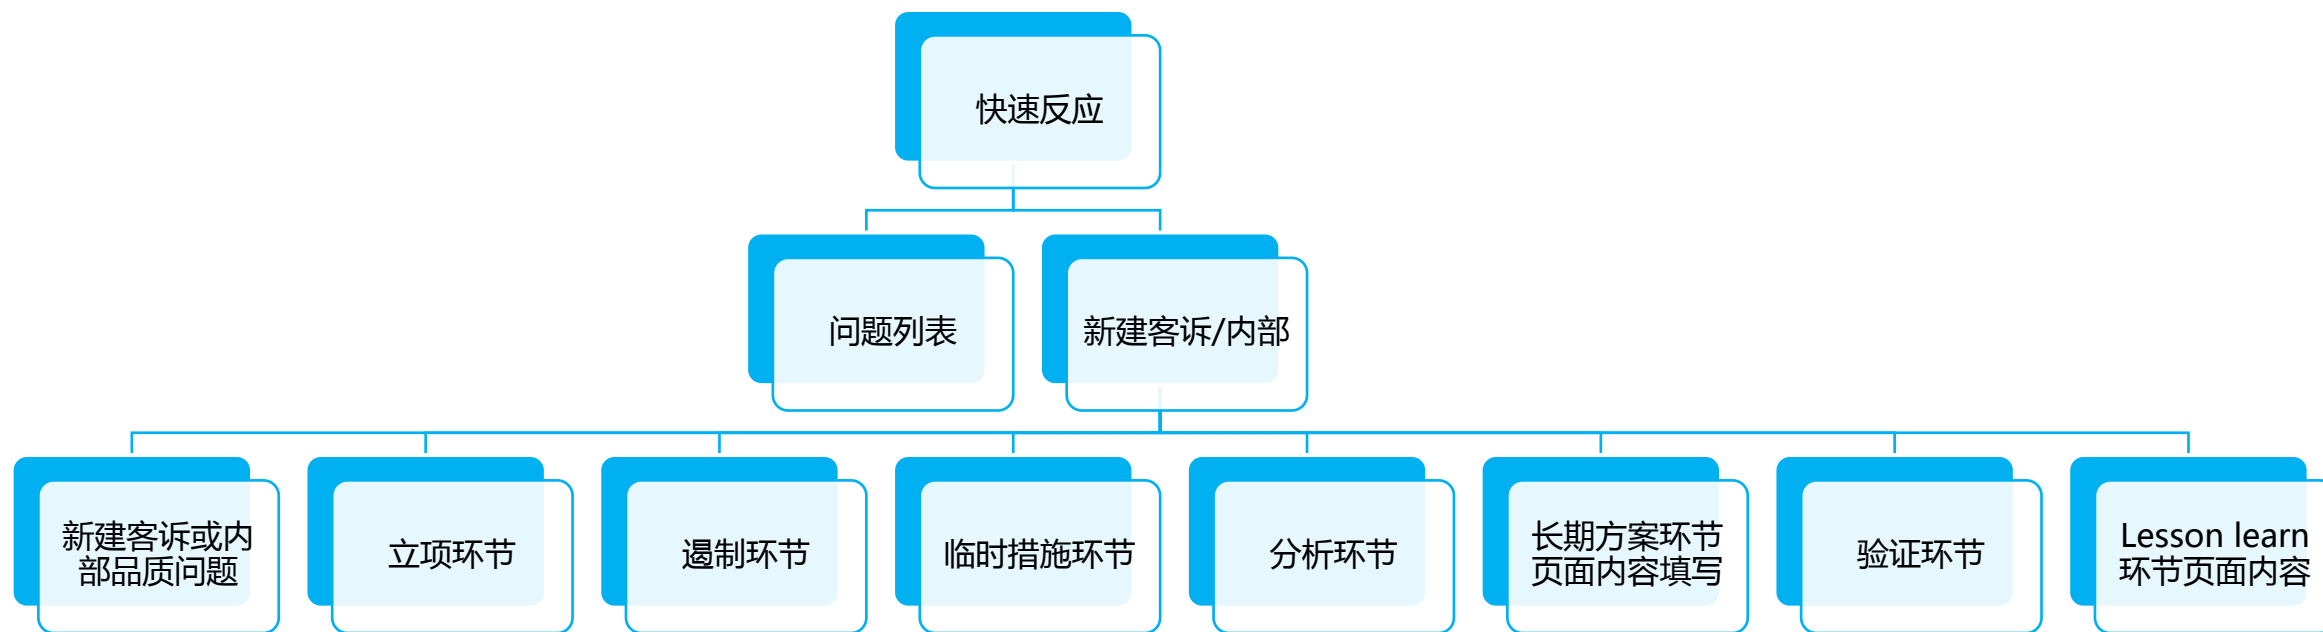 快速反应
问题列表
新建客诉/内部
新建客诉或内
部品质问题
立项环节
遏制环节
临时措施环节
分析环节
长期方案环节
页面内容填写
验证环节
Lesson learn
环节页面内容